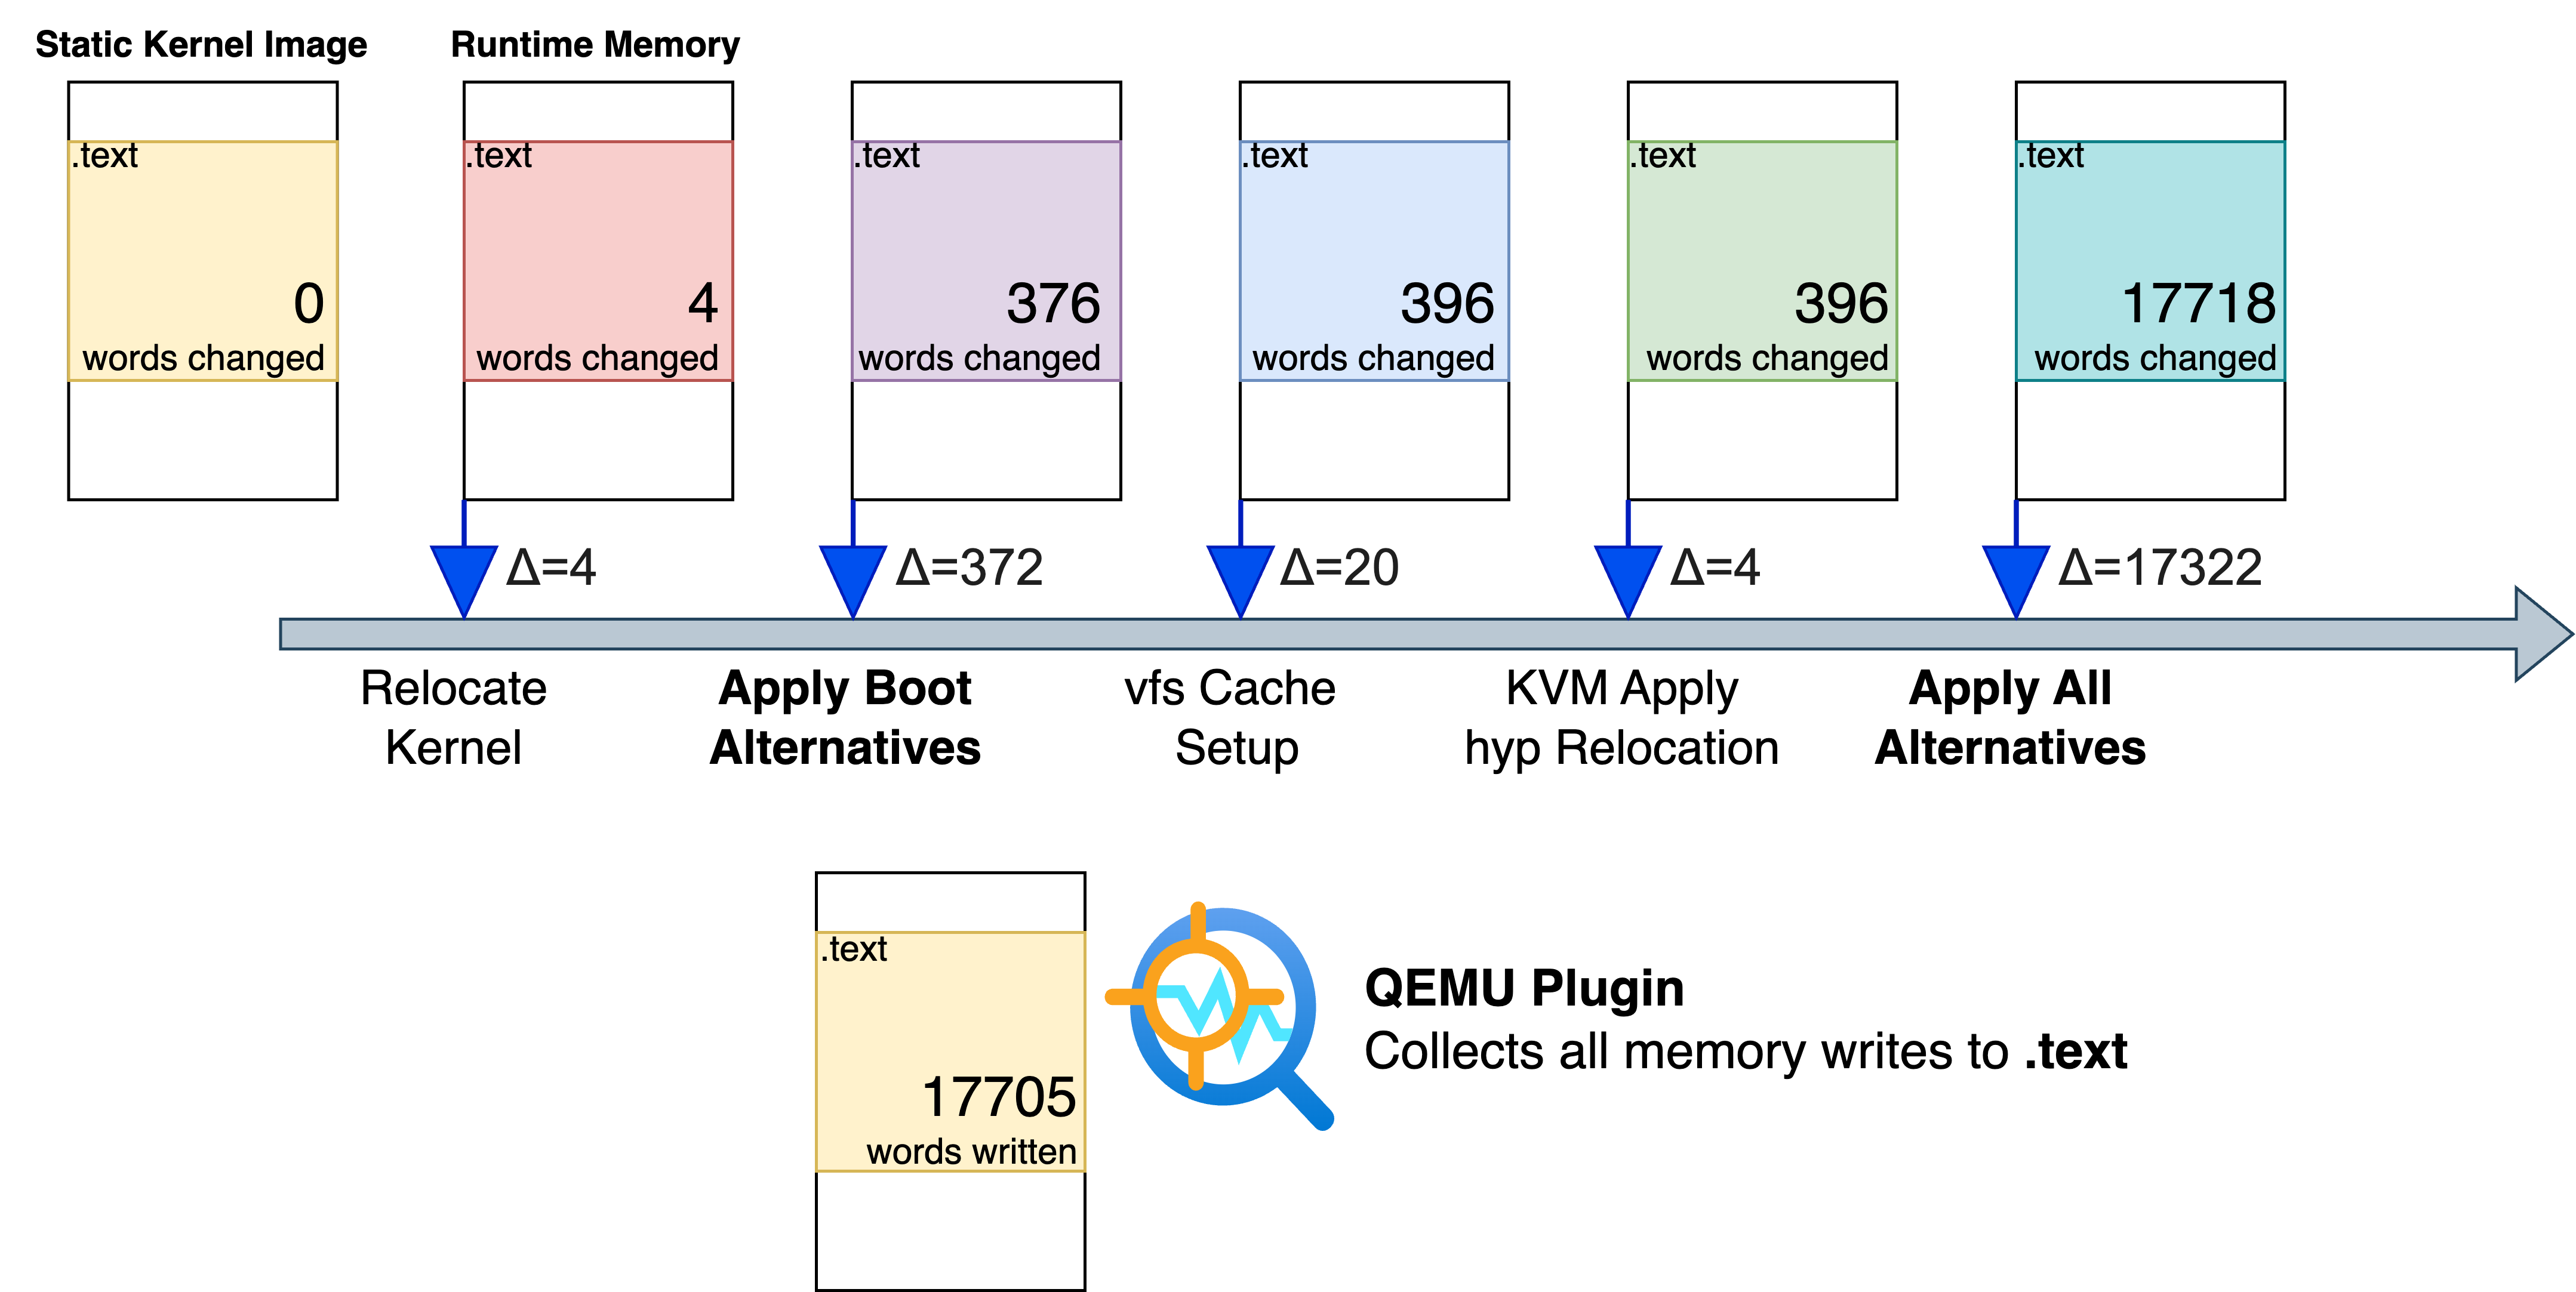 Static Kernel Image
Runtime Memory
.text
0
words changed
.text
4
words changed
.text
376
words changed
.text
396
words changed
.text
396
words changed
.text
17718
words changed
Δ=4
Δ=372
Δ=20
Δ=4
Δ=17322
Relocate
Kernel
Apply Boot
Alternatives
vfs Cache
Setup
KVM Apply
hyp Relocation
Apply All
Alternatives
.text
17705
words written
QEMU Plugin
Collects all memory writes to .text